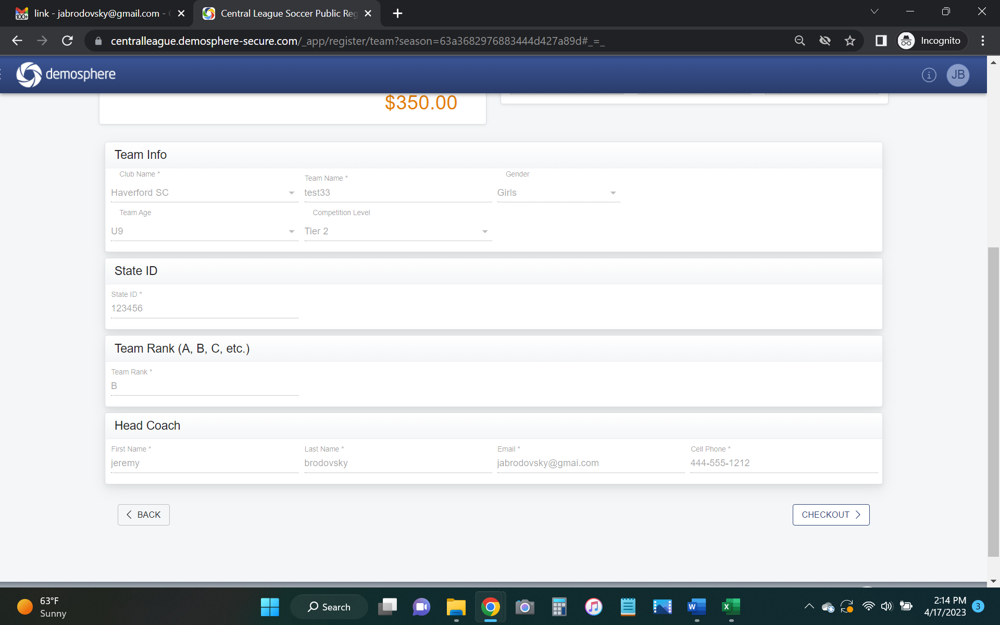 link - jabrodovsky@gmail.com -
Central League Soccer Public Reg
centralleague.demosphere-secure.com/_app/register/team?season=63a3682976883444d427a89d#_=_
Incognito
demosphere
JB
$350.00
Team Info
Club Name *
Team Name *
Gender
Haverford SC
test33
Girls
Team Age
Competition Level
U9
Tier 2
State ID
State ID *
123456
Team Rank (A, B, C, etc.)
Team Rank *
B
Head Coach
First Name *
Last Name *
Email *
Cell Phone *
jeremy
brodovsky
jabrodovsky@gmai.com
444-555-1212
BACK
CHECKOUT
63°F
Sunny
Search
2:14 PM
4/17/2023
3